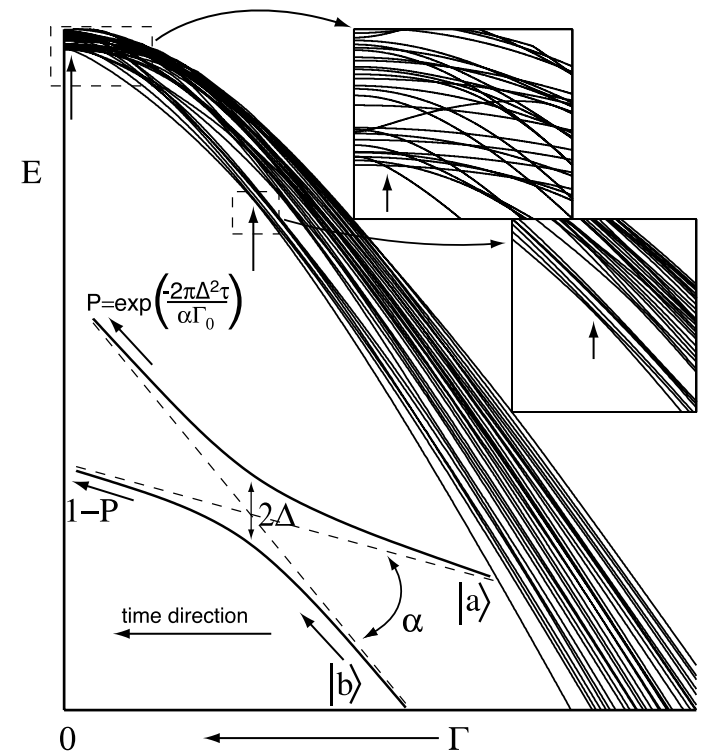 E
P=exp(-2πΔ²τ/αΓ₀)
1−P
2Δ
|a⟩
α
time direction
|b⟩
0
Γ